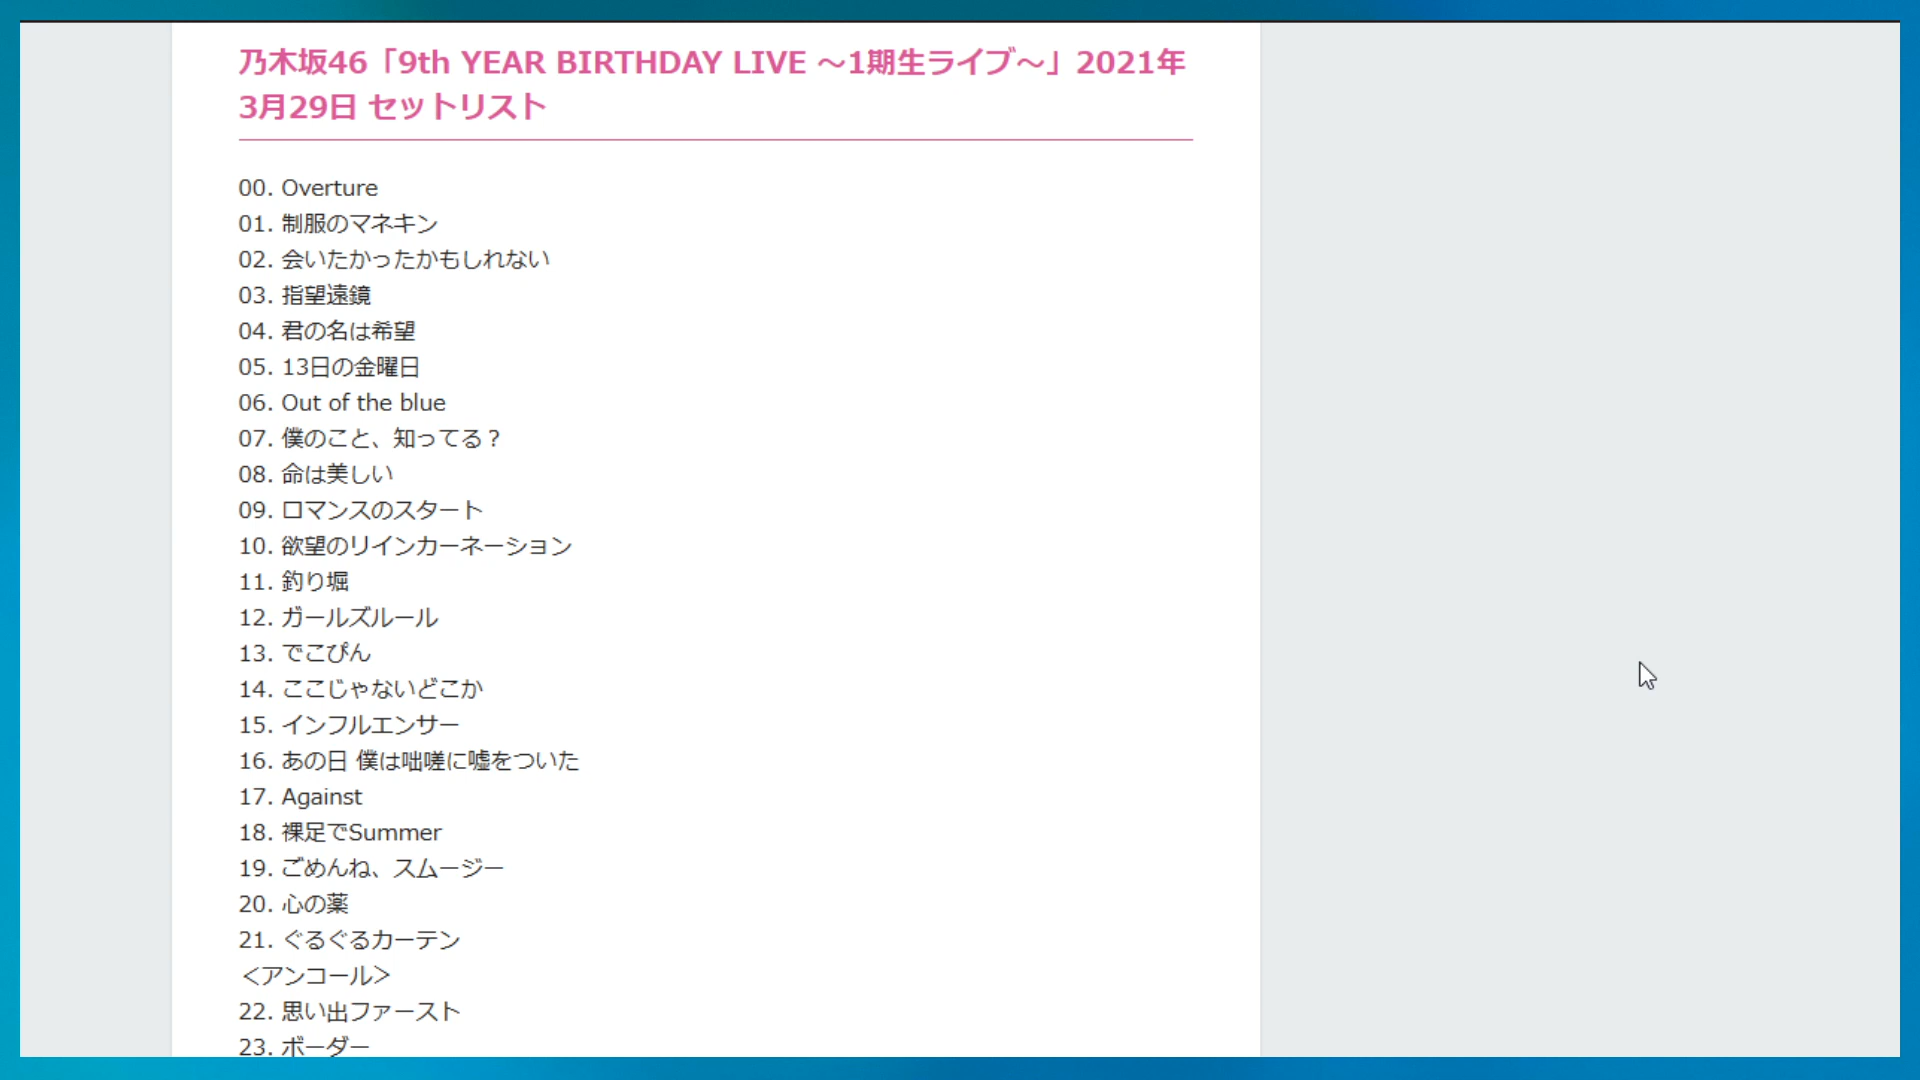 乃木坂46「9th YEAR BIRTHDAY LIVE ～1期生ライブ～」2021年
3月29日 セットリスト
00. Overture
01. 制服のマネキン
02. 会いたかったかもしれない
03. 指望遠鏡
04. 君の名は希望
05. 13日の金曜日
06. Out of the blue
07. 僕のこと、知ってる？
08. 命は美しい
09. ロマンスのスタート
10. 欲望のリインカーネーション
11. 釣り堀
12. ガールズルール
13. でこぴん
14. ここじゃないどこか
15. インフルエンサー
16. あの日 僕は咄嗟に嘘をついた
17. Against
18. 裸足でSummer
19. ごめんね、スムージー
20. 心の薬
21. ぐるぐるカーテン
＜アンコール＞
22. 思い出ファースト
23. ボーダー